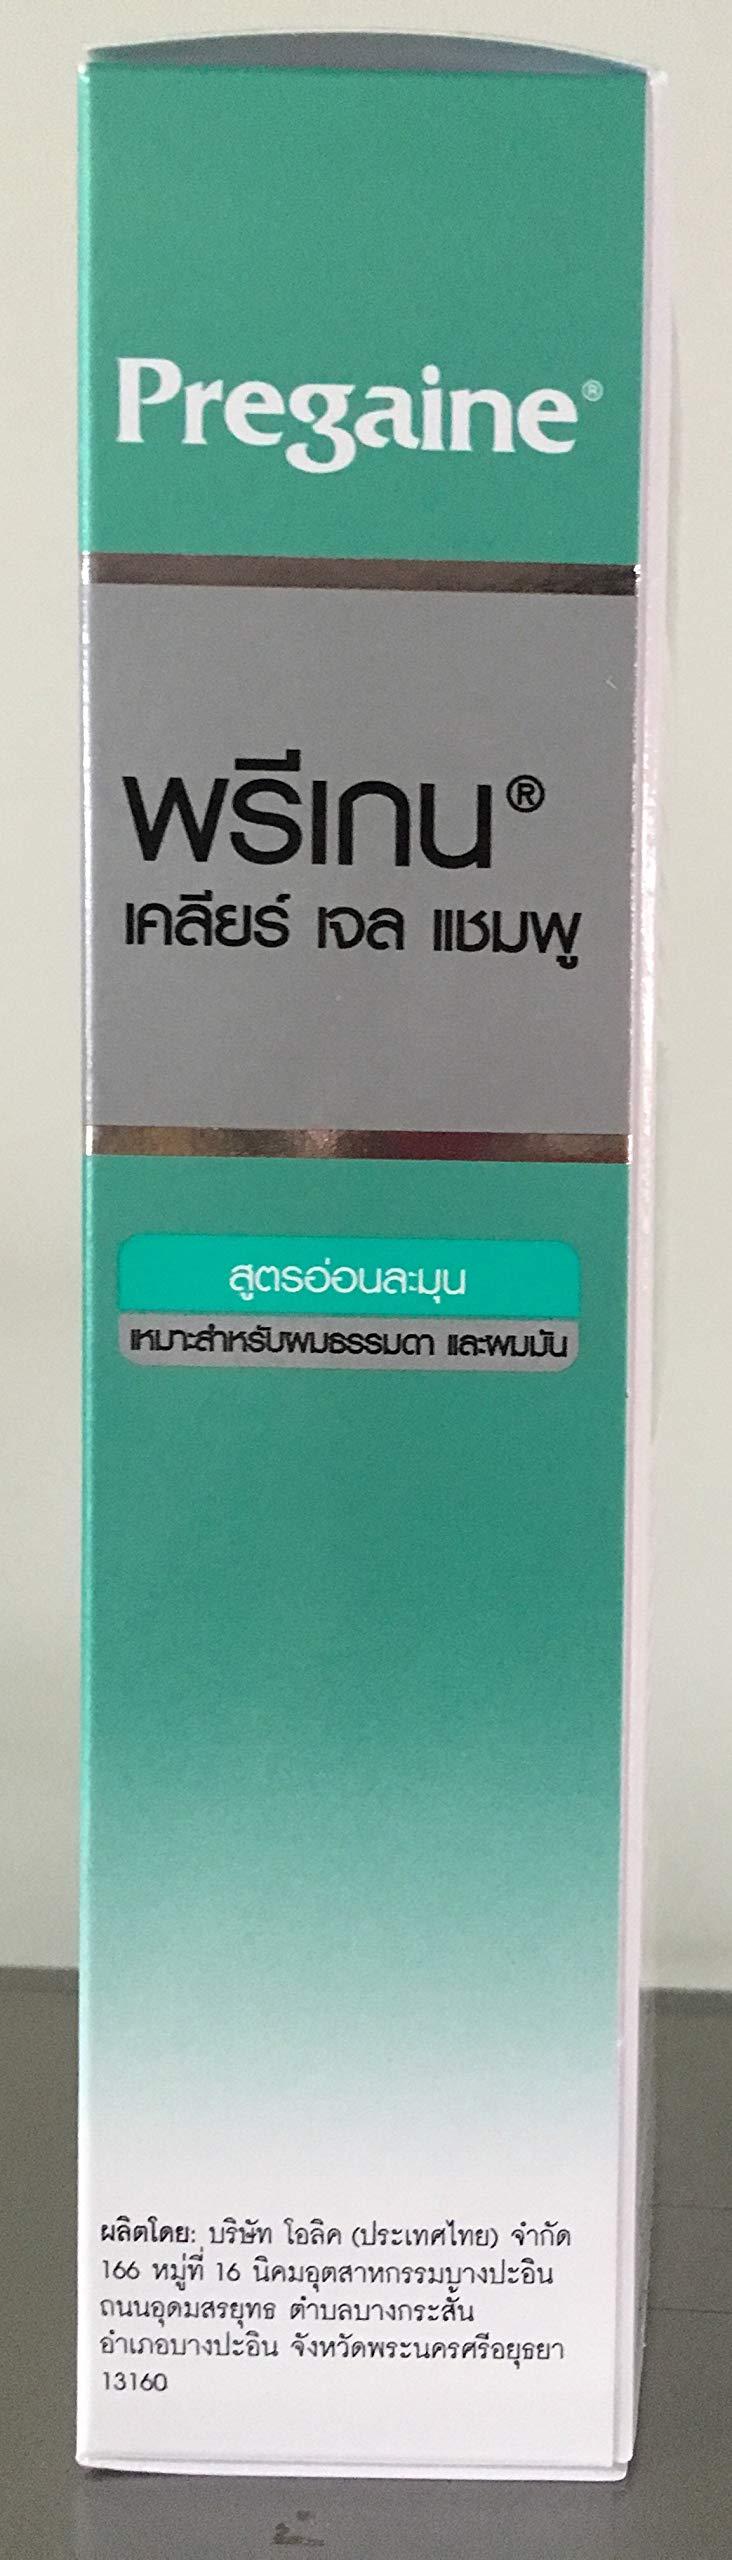 Pregaine®
พรีเกน®
เคลียร์ เจล แชมพู
สูตรอ่อนละมุน
เหมาะสำหรับผมธรรมดา และผมมัน
ผลิตโดย: บริษัท โอลิค (ประเทศไทย) จำกัด
166 หมู่ที่ 16 นิคมอุตสาหกรรมบางปะอิน
ถนนอุดมสรยุทธ ตำบลบางกระสั้น
อำเภอบางปะอิน จังหวัดพระนครศรีอยุธยา
13160